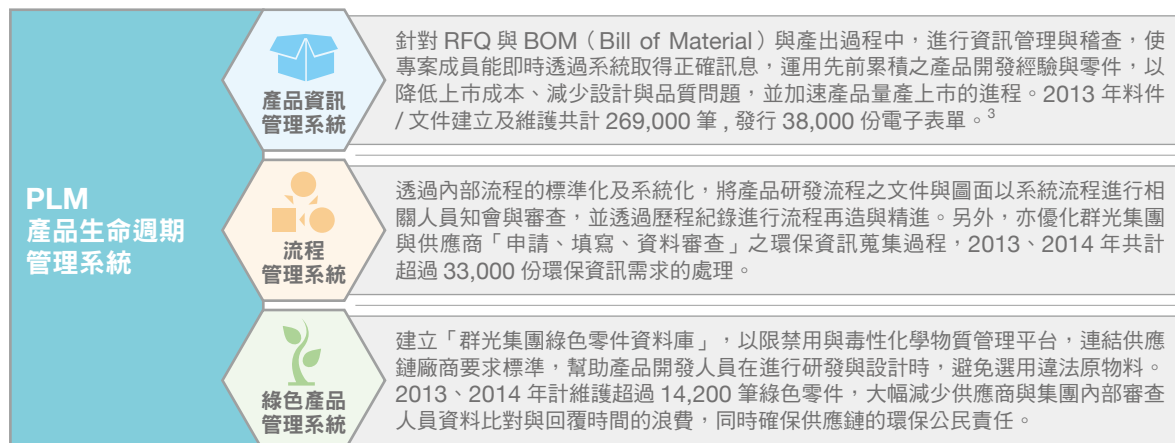 PLM
產品生命週期
管理系統
產品資訊
管理系統
針對 RFQ 與 BOM（Bill of Material）與產出過程中，進行資訊管理與稽查，使
專案成員能即時透過系統取得正確訊息，運用先前累積之產品開發經驗與零件，以
降低上市成本、減少設計與品質問題，並加速產品量產上市的進程。2013 年料件
/ 文件建立及維護共計 269,000 筆 , 發行 38,000 份電子表單。3
流程
管理系統
透過內部流程的標準化及系統化，將產品研發流程之文件與圖面以系統流程進行相
關人員知會與審查，並透過歷程紀錄進行流程再造與精進。另外，亦優化群光集團
與供應商「申請、填寫、資料審查」之環保資訊蒐集過程，2013、2014 年共計
超過 33,000 份環保資訊需求的處理。
綠色產品
管理系統
建立「群光集團綠色零件資料庫」，以限禁用與毒性化學物質管理平台，連結供應
鏈廠商要求標準，幫助產品開發人員在進行研發與設計時，避免選用違法原物料。
2013、2014 年計維護超過 14,200 筆綠色零件，大幅減少供應商與集團內部審查
人員資料比對與回覆時間的浪費，同時確保供應鏈的環保公民責任。